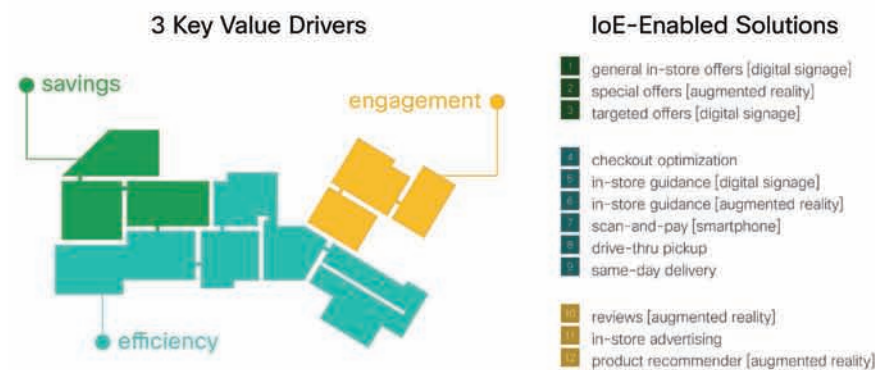 3 Key Value Drivers
savings
engagement
efficiency
IoE-Enabled Solutions
1 general in-store offers [digital signage]
2 special offers [augmented reality]
3 targeted offers [digital signage]
4 checkout optimization
5 in-store guidance [digital signage]
6 in-store guidance [augmented reality]
7 scan-and-pay [smartphone]
8 drive-thru pickup
9 same-day delivery
10 reviews [augmented reality]
11 in-store advertising
12 product recommender [augmented reality]